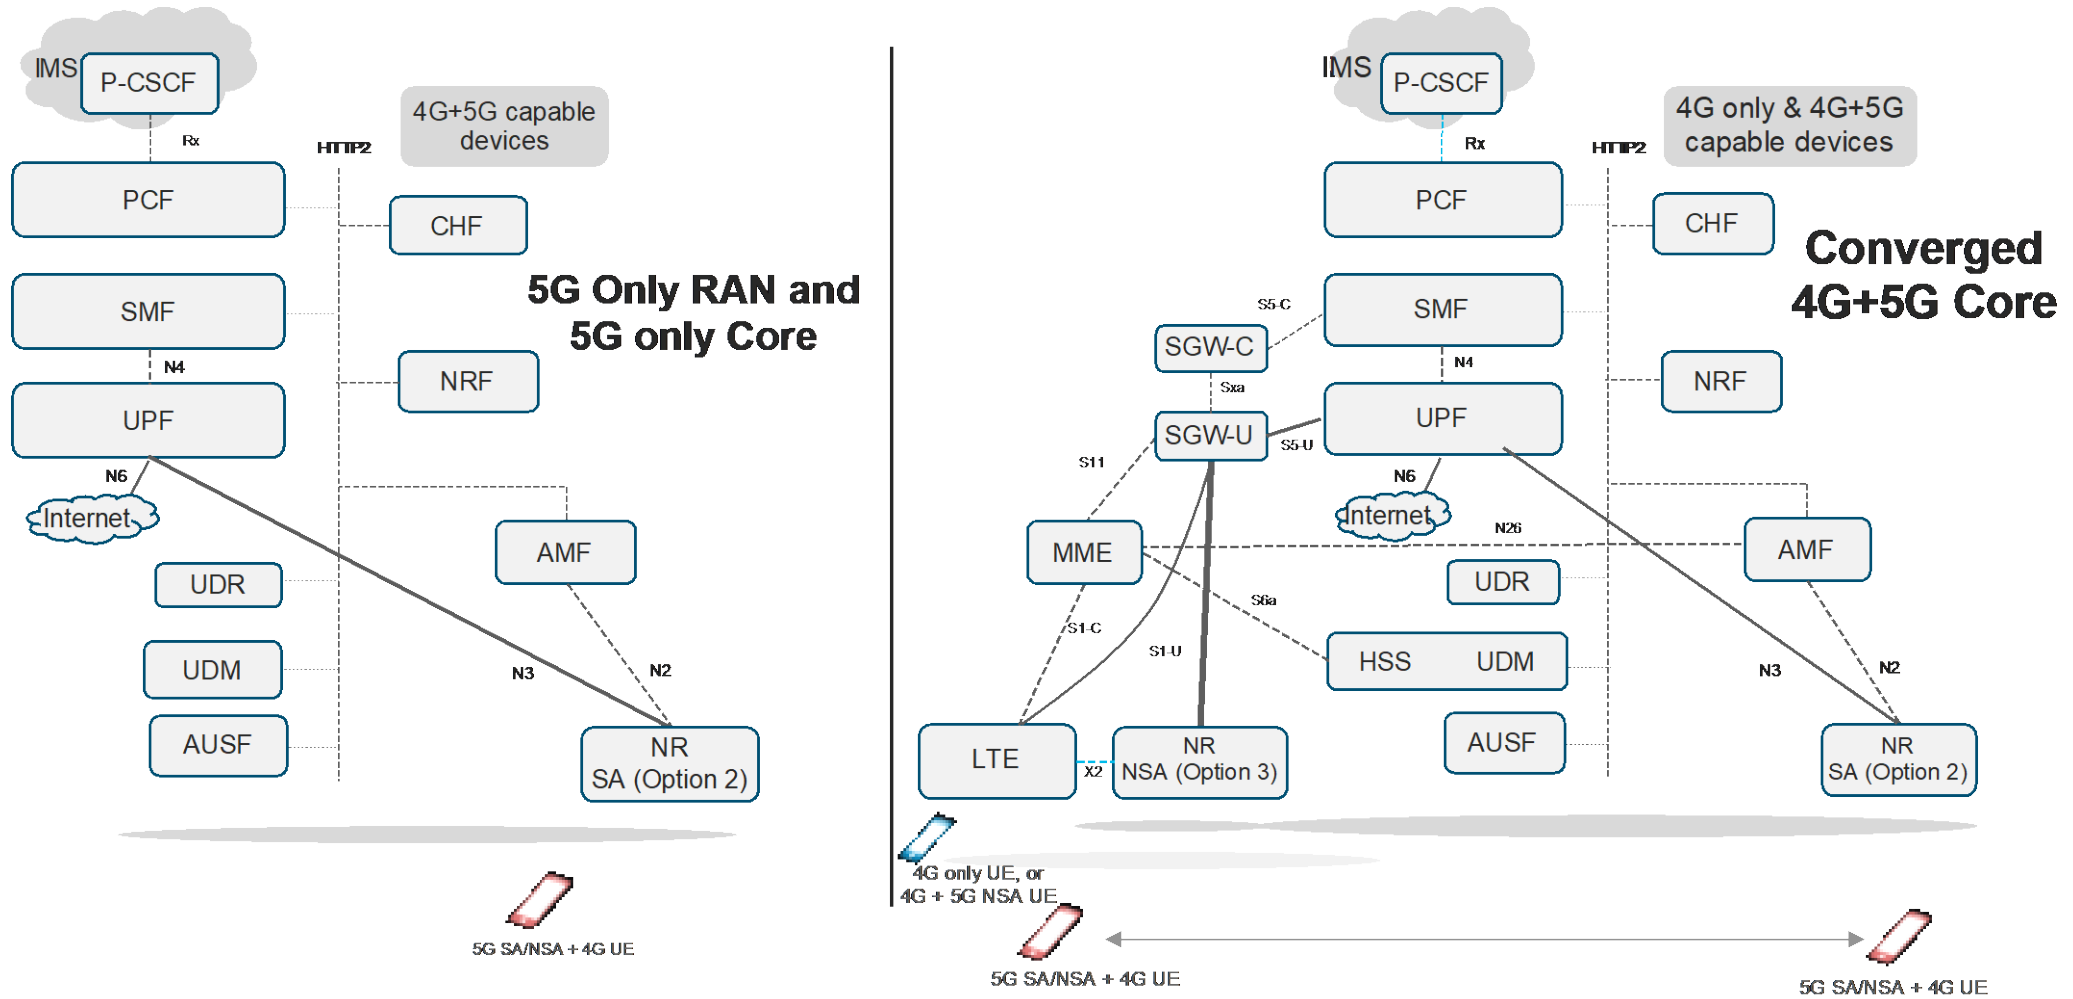 IMS
P-CSCF
Rx
HTTP2
4G+5G capable
devices
PCF
CHF
5G Only RAN and
5G only Core
SMF
N4
NRF
UPF
N6
Internet
AMF
UDR
UDM
N3
N2
AUSF
NR
SA (Option 2)
5G SA/NSA + 4G UE
IMS
P-CSCF
Rx
HTTP2
4G only & 4G+5G
capable devices
PCF
CHF
Converged
4G+5G Core
S5-C
SMF
SGW-C
N4
Sxa
NRF
UPF
SGW-U
S5-U
S11
N6
Internet
N26
MME
AMF
UDR
S6a
S1-C
S1-U
HSS
UDM
N3
N2
AUSF
LTE
X2
NR
NSA (Option 3)
NR
SA (Option 2)
4G only UE, or
4G + 5G NSA UE
5G SA/NSA + 4G UE
5G SA/NSA + 4G UE